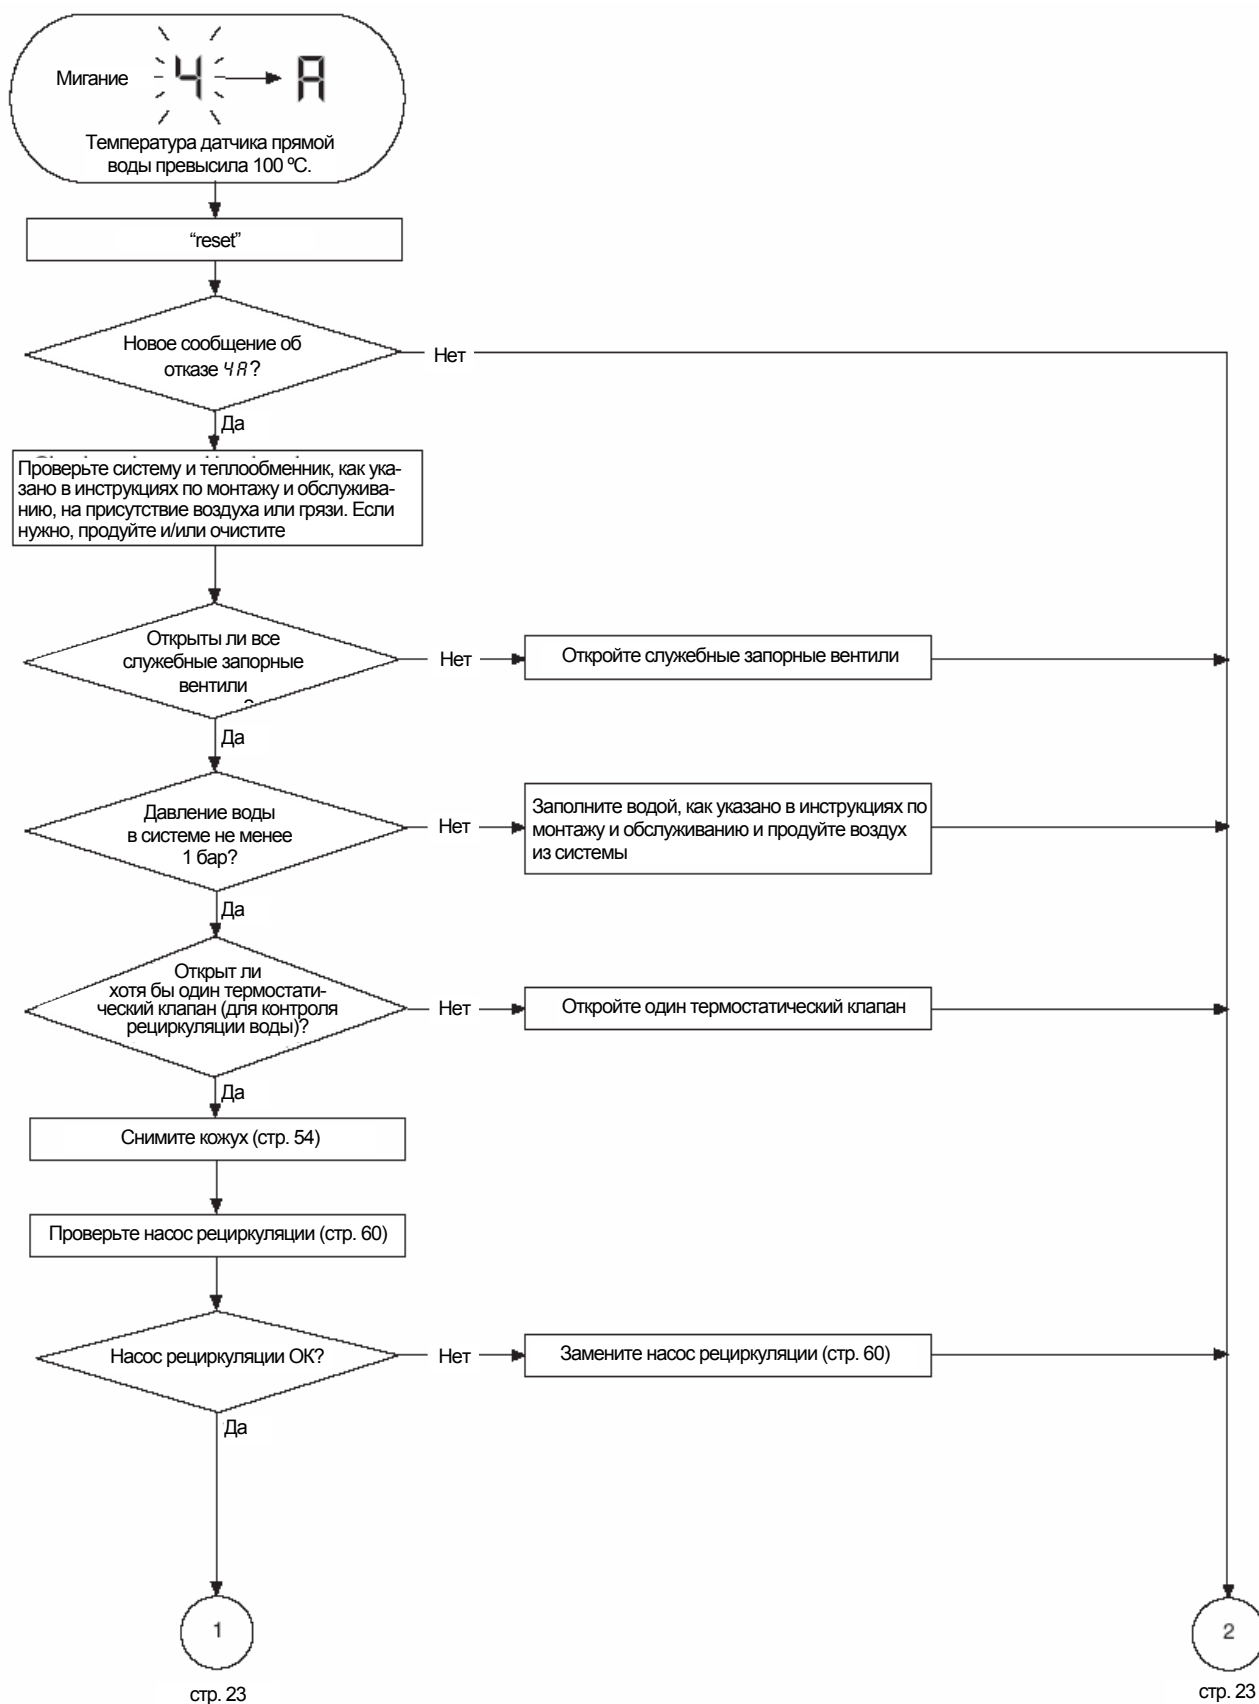 Мигание 4 A
Температура датчика прямой
воды превысила 100 ºС.
“reset”
Новое сообщение об
отказе 4A?
Нет
Да
Проверьте систему и теплообменник, как ука-
зано в инструкциях по монтажу и обслужива-
нию, на присутствие воздуха или грязи. Если
нужно, продуйте и/или очистите
Открыты ли все
служебные запорные
вентили
Нет
Откройте служебные запорные вентили
Да
Давление воды
в системе не менее
1 бар?
Нет
Заполните водой, как указано в инструкциях по
монтажу и обслуживанию и продуйте воздух
из системы
Да
Открыт ли
хотя бы один термостати-
ческий клапан (для контроля
рециркуляции воды)?
Нет
Откройте один термостатический клапан
Да
Снимите кожух (стр. 54)
Проверьте насос рециркуляции (стр. 60)
Насос рециркуляции ОК?
Нет
Замените насос рециркуляции (стр. 60)
Да
1
2
стр. 23
стр. 23